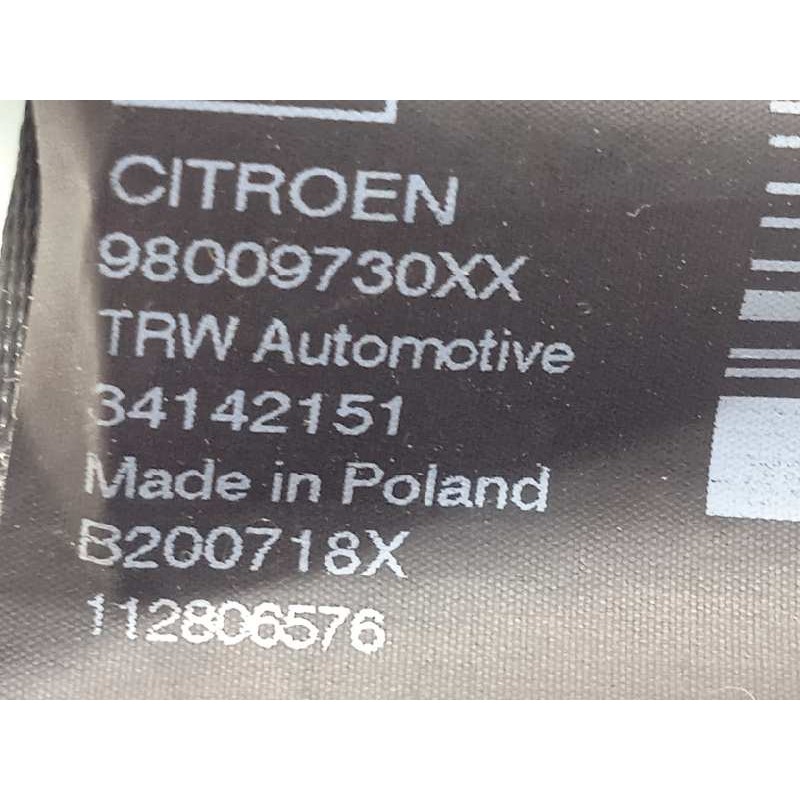 CITROEN
98009730XX
TRW Automotive
34142151
Made in Poland
B200718X
112806576